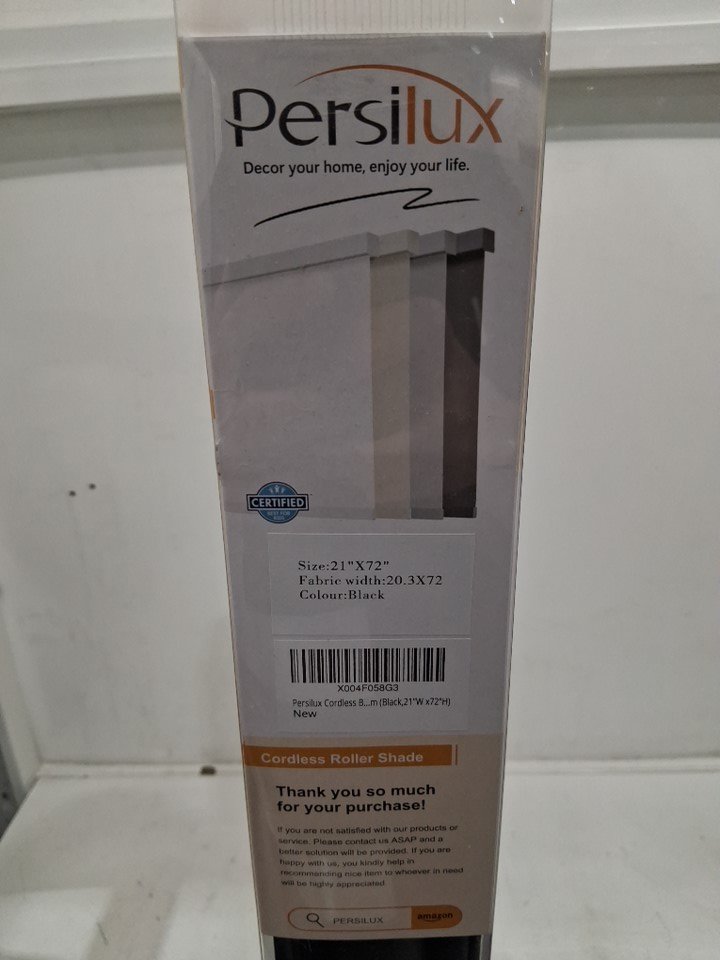 Persilux
Decor your home, enjoy your life.
CERTIFIED
BEST FOR
KIDS
Size:21"X72"
Fabric width:20.3X72
Colour:Black
X004F058G3
Persilux Cordless B...m (Black,21"W x72"H)
New
Cordless Roller Shade
Thank you so much
for your purchase!
If you are not satisfied with our products or
service. Please contact us ASAP and a
better solution will be provided. If you are
happy with us, you kindly help in
recommending nice item to whoever in need
will be highly appreciated.
PERSILUX
amazon